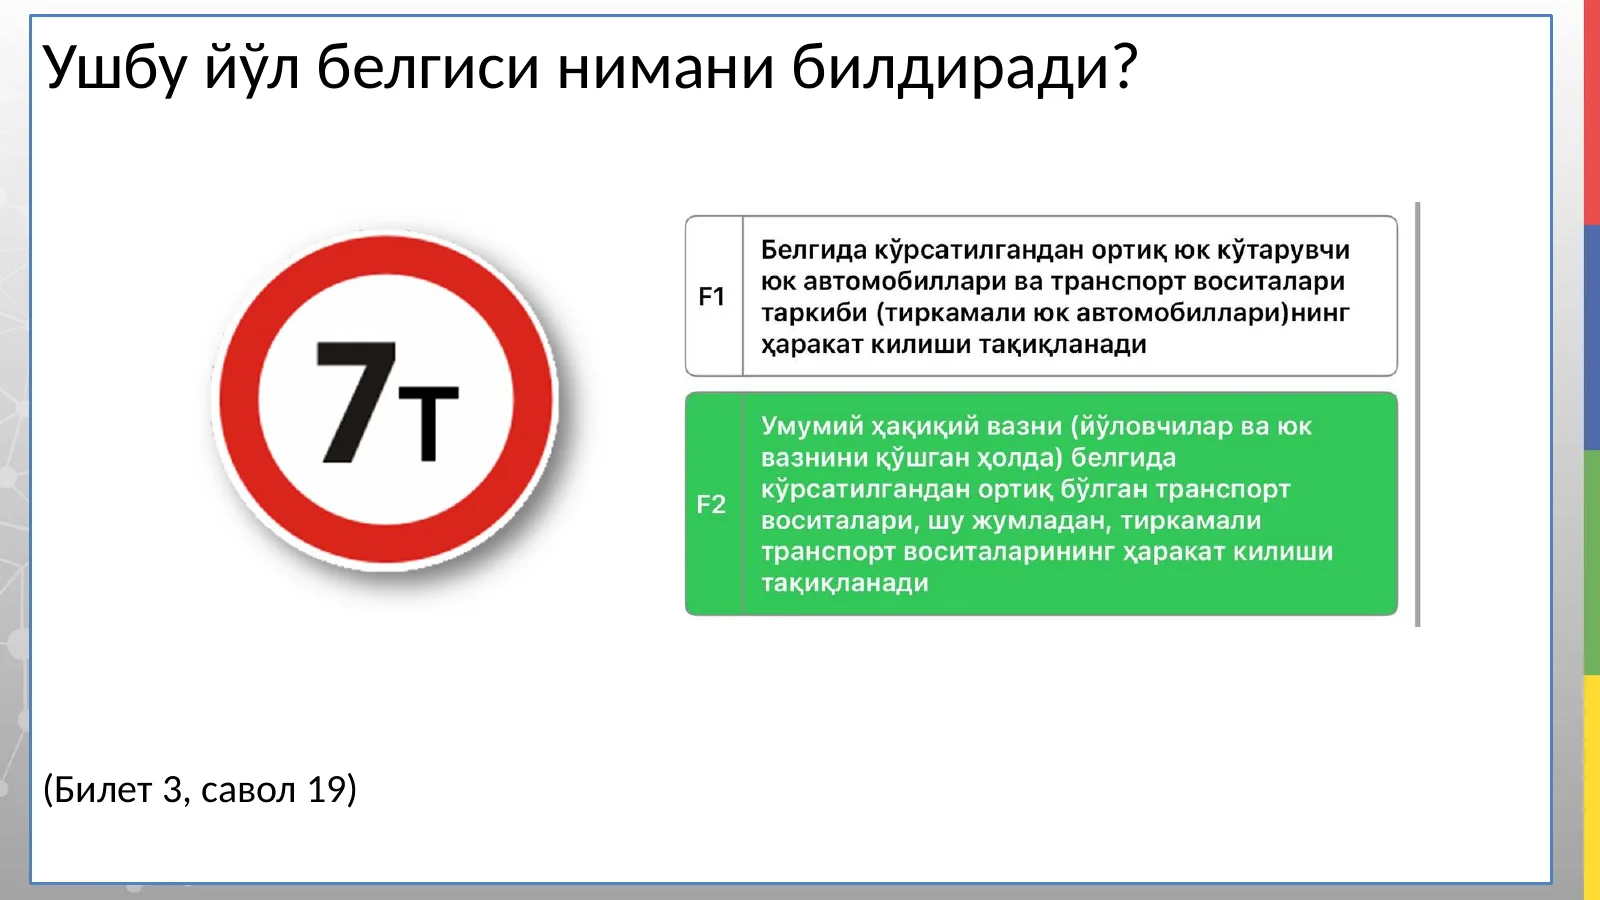 Ушбу йўл белгиси нимани билдиради?
7т
F1
Белгида кўрсатилгандан ортиқ юк кўтарувчи
юк автомобиллари ва транспорт воситалари
таркиби (тиркамали юк автомобиллари)нинг
ҳаракат килиши тақиқланади
F2
Умумий ҳақиқий вазни (йўловчилар ва юк
вазнини қўшган ҳолда) белгида
кўрсатилгандан ортиқ бўлган транспорт
воситалари, шу жумладан, тиркамали
транспорт воситаларининг ҳаракат килиши
тақиқланади
(Билет 3, савол 19)